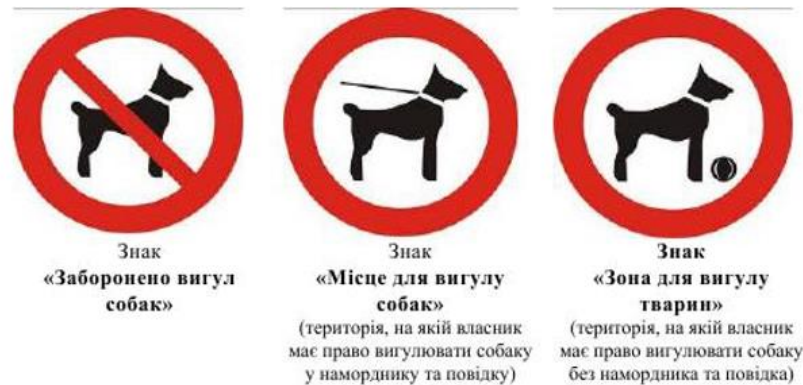 Знак
«Заборонено вигул
собак»
Знак
«Місце для вигулу
собак»
(територія, на якій власник
має право вигулювати собаку
у наморднику та повідку)
Знак
«Зона для вигулу
тварин»
(територія, на якій власник
має право вигулювати собаку
без намордника та повідка)